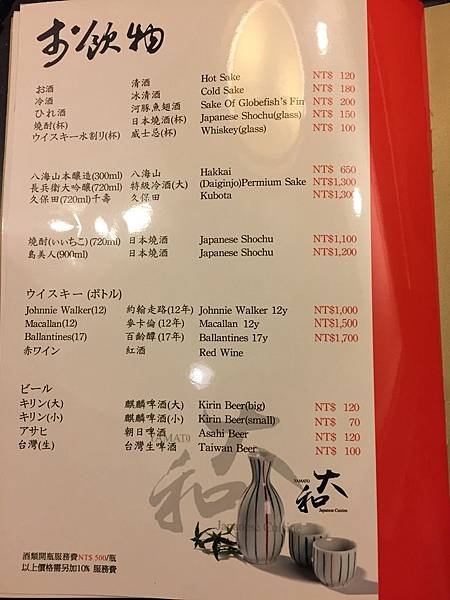 お飲物
お酒 清酒 Hot Sake NT$ 120
冷酒 冰清酒 Cold Sake NT$ 180
ひれ酒 河豚魚翅酒 Sake Of Globefish's Fin NT$ 200
焼酎(杯) 日本燒酒(杯) Japanese Shochu(glass) NT$ 150
ウイスキー水割り(杯) 威士忌(杯) Whiskey(glass) NT$ 100
八海山本醸造(300ml) 八海山 Hakkai NT$ 650
長兵衛大吟醸(720ml) 特級冷酒(大) (Daiginjo)Permium Sake NT$1,300
久保田(720ml)千壽 久保田 Kubota NT$1,300
焼酎(いいちこ)(720ml) 日本燒酒 Japanese Shochu NT$1,100
島美人(900ml) 日本燒酒 Japanese Shochu NT$1,200
ウイスキー (ボトル)
Johnnie Walker(12) 約翰走路(12年) Johnnie Walker 12y NT$1,000
Macallan(12) 麥卡倫(12年) Macallan 12y NT$1,500
Ballantines(17) 百齡罈(17年) Ballantines 17y NT$1,700
赤ワイン 紅酒 Red Wine
ビール
キリン(大) 麒麟啤酒(大) Kirin Beer(big) NT$ 120
キリン(小) 麒麟啤酒(小) Kirin Beer(small) NT$ 70
アサヒ 朝日啤酒 Asahi Beer NT$ 120
台灣(生) 台灣生啤酒 Taiwan Beer NT$ 100
YAMATO
大和
Japanese Cuisine
YAMATO
大和
Japanese Cuisine
酒類開瓶服務費NT$ 500/瓶
以上價格需另加10% 服務費